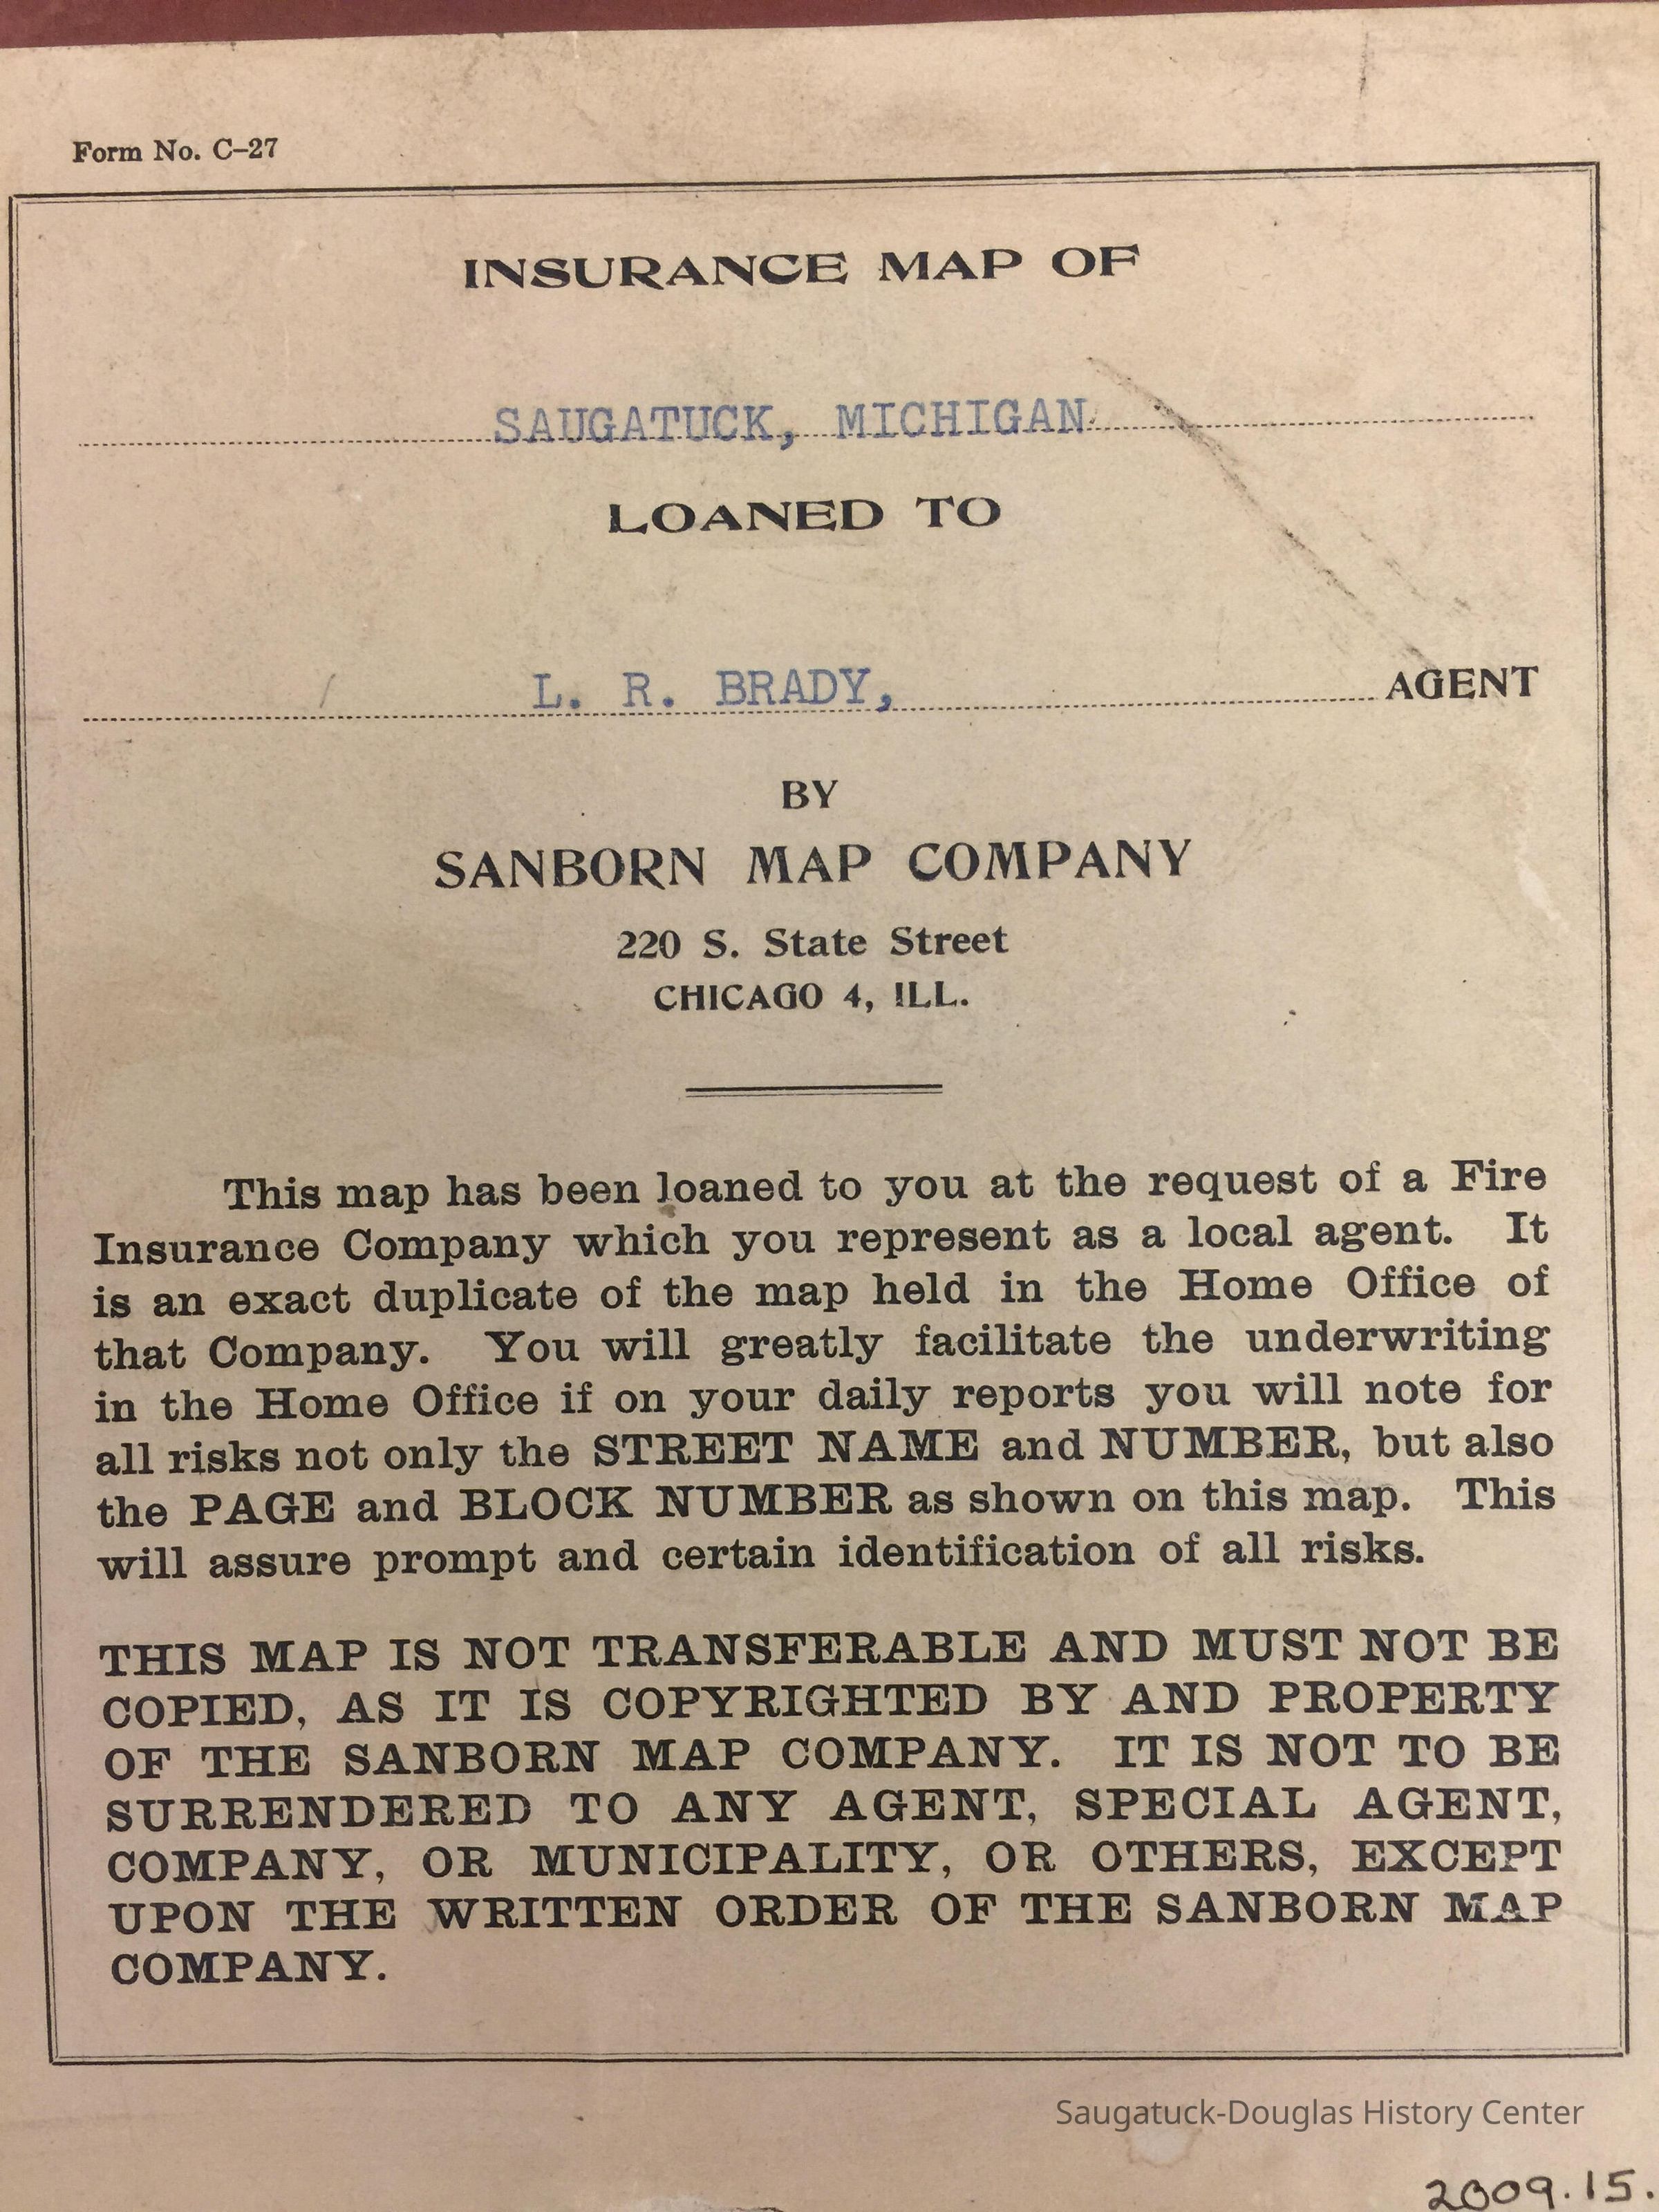 Form No. C-27
INSURANCE MAP OF
SAUGATUCK, MICHIGAN
LOANED TO
L. R. BRADY, AGENT
BY
SANBORN MAP COMPANY
220 S. State Street
CHICAGO 4, ILL.
This map has been loaned to you at the request of a Fire
Insurance Company which you represent as a local agent. It
is an exact duplicate of the map held in the Home Office of
that Company. You will greatly facilitate the underwriting
in the Home Office if on your daily reports you will note for
all risks not only the STREET NAME and NUMBER, but also
the PAGE and BLOCK NUMBER as shown on this map. This
will assure prompt and certain identification of all risks.
THIS MAP IS NOT TRANSFERABLE AND MUST NOT BE
COPIED, AS IT IS COPYRIGHTED BY AND PROPERTY
OF THE SANBORN MAP COMPANY. IT IS NOT TO BE
SURRENDERED TO ANY AGENT, SPECIAL AGENT,
COMPANY, OR MUNICIPALITY, OR OTHERS, EXCEPT
UPON THE WRITTEN ORDER OF THE SANBORN MAP
COMPANY.
Saugatuck-Douglas History Center
2009.15.